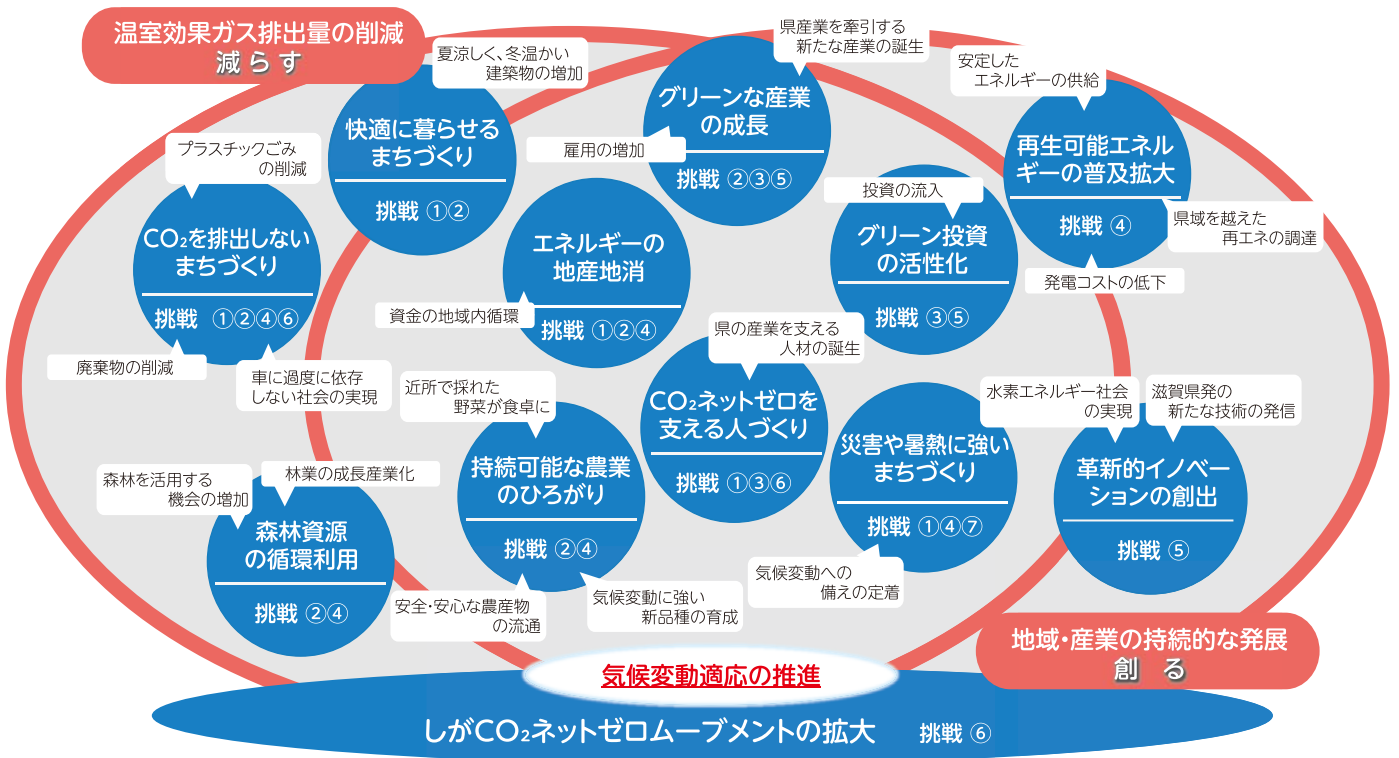 温室効果ガス排出量の削減
減らす
夏涼しく、冬温かい
建築物の増加
快適に暮らせる
まちづくり
挑戦 ①②
プラスチックごみ
の削減
CO₂を排出しない
まちづくり
挑戦 ①②④⑥
廃棄物の削減
車に過度に依存
しない社会の実現
県産業を牽引する
新たな産業の誕生
グリーンな産業
の成長
雇用の増加
挑戦 ②③⑤
安定した
エネルギーの供給
再生可能エネル
ギーの普及拡大
挑戦 ④
県域を越えた
再エネの調達
発電コストの低下
エネルギーの
地産地消
資金の地域内循環
挑戦 ①②④
投資の流入
グリーン投資
の活性化
挑戦 ③⑤
県の産業を支える
人材の誕生
CO₂ネットゼロを
支える人づくり
挑戦 ①③⑥
近所で採れた
野菜が食卓に
持続可能な農業
のひろがり
挑戦 ②④
安全・安心な農産物
の流通
気候変動に強い
新品種の育成
災害や暑熱に強い
まちづくり
挑戦 ①④⑦
気候変動への
備えの定着
水素エネルギー社会
の実現
滋賀県発の
新たな技術の発信
革新的イノベー
ションの創出
挑戦 ⑤
森林を活用する
機会の増加
林業の成長産業化
森林資源
の循環利用
挑戦 ②④
地域・産業の持続的な発展
創る
気候変動適応の推進
しがCO₂ネットゼロムーブメントの拡大 挑戦 ⑥